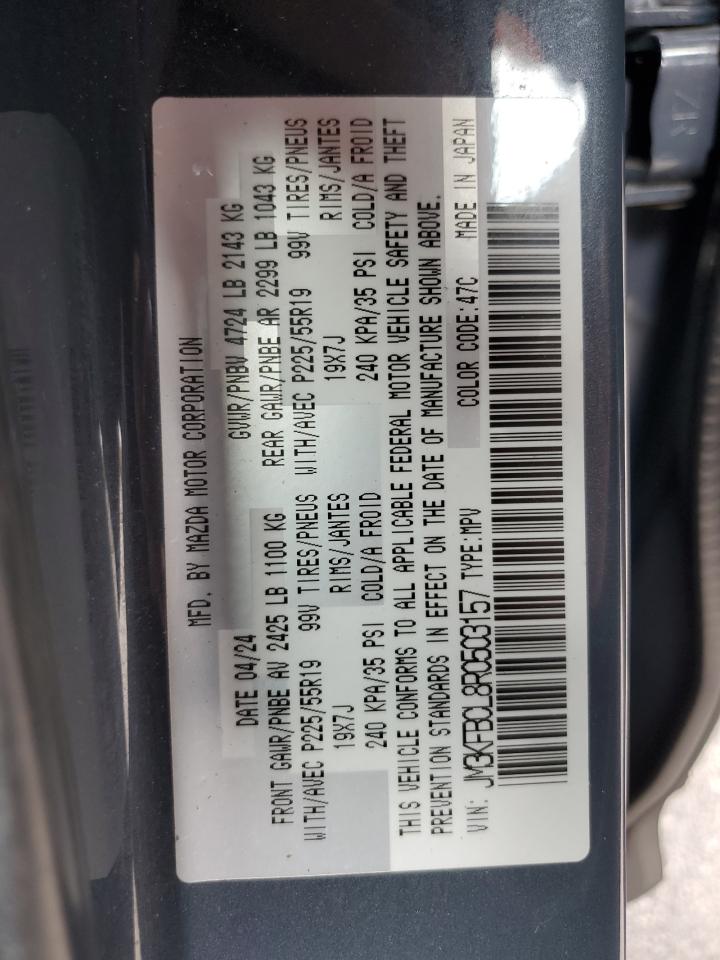 MFD. BY MAZDA MOTOR CORPORATION
DATE 04/24 GVWR/PNBV 4724 LB 2143 KG
FRONT GAWR/PNBE AV 2425 LB 1100 KG REAR GAWR/PNBE AR 2299 LB 1043 KG
WITH/AVEC P225/55R19 99V TIRES/PNEUS WITH/AVEC P225/55R19 99V TIRES/PNEUS
19X7J RIMS/JANTES 19X7J RIMS/JANTES
240 KPA/35 PSI COLD/A FROID 240 KPA/35 PSI COLD/A FROID
THIS VEHICLE CONFORMS TO ALL APPLICABLE FEDERAL MOTOR VEHICLE SAFETY AND THEFT
PREVENTION STANDARDS IN EFFECT ON THE DATE OF MANUFACTURE SHOWN ABOVE.
VIN: JM3KFBCL8R0503157 TYPE:MPV COLOR CODE:47C MADE IN JAPAN